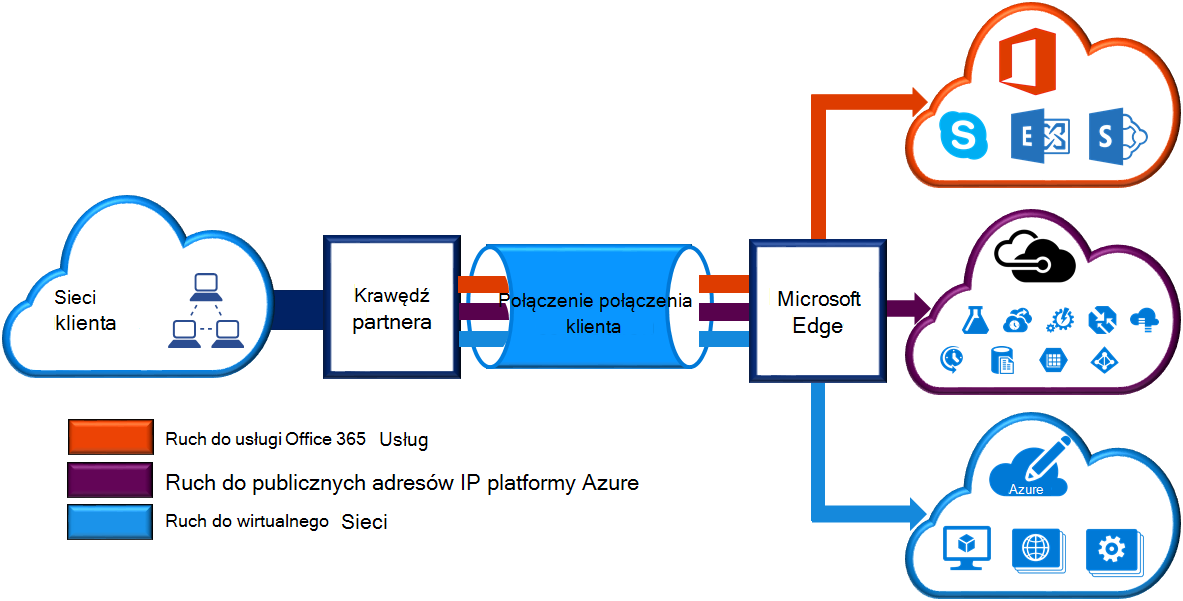 Sieci
klienta
Krawędź
partnera
Połączenie połączenia
klienta
Microsoft
Edge
S
E
S
Azure
Ruch do usługi Office 365 Usług
Ruch do publicznych adresów IP platformy Azure
Ruch do wirtualnego Sieci